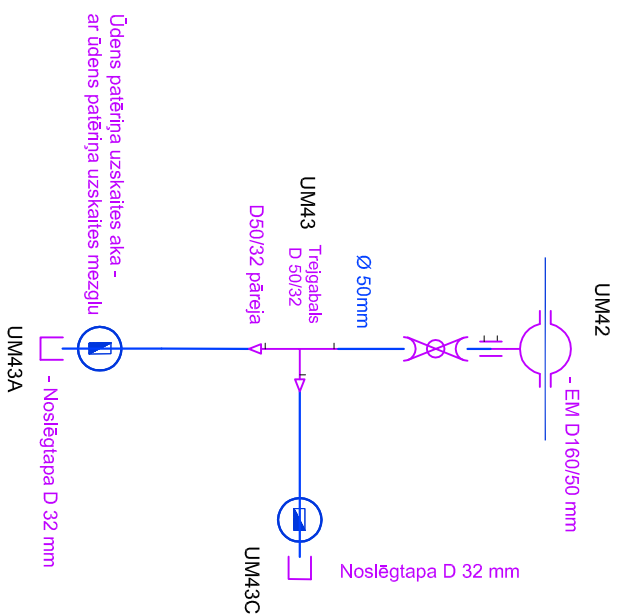 UM42
- EM D160/50 mm
Ø 50mm
UM43
Trejgabals
D 50/32
D50/32 pāreja
Ūdens patēriņa uzskaites aka -
ar ūdens patēriņa uzskaites mezglu
UM43A
- Noslēgtapa D 32 mm
UM43C
Noslēgtapa D 32 mm